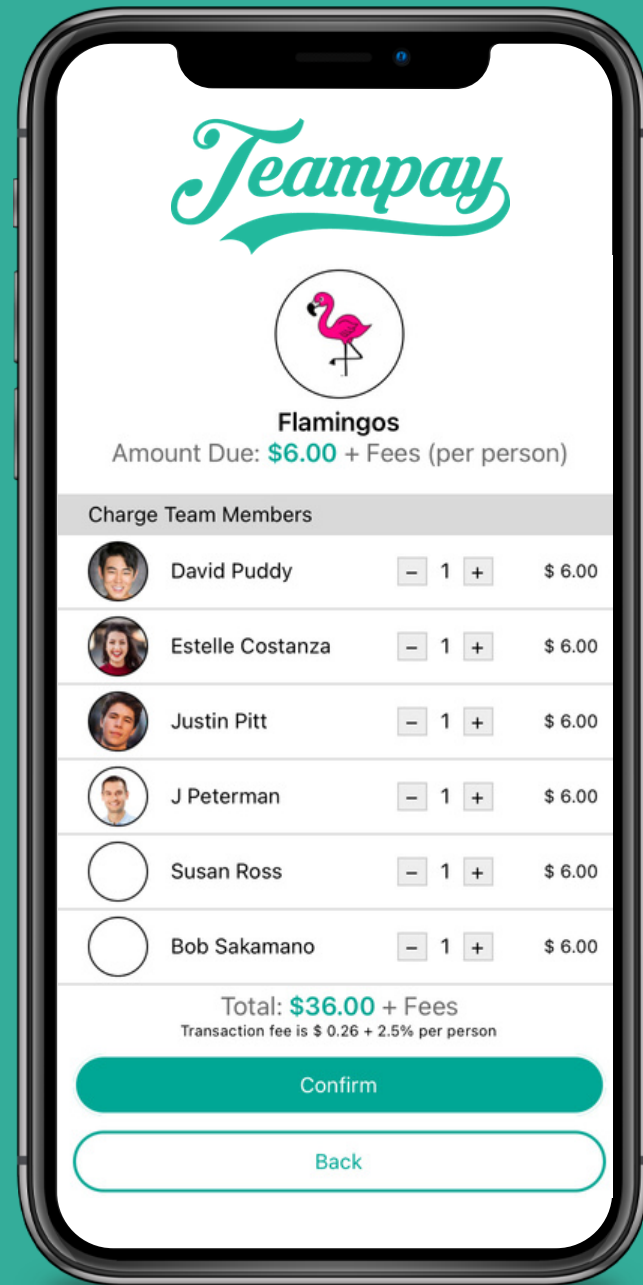 Teampay
Flamingos
Amount Due: $6.00 + Fees (per person)
Charge Team Members
David Puddy − 1 + $ 6.00
Estelle Costanza − 1 + $ 6.00
Justin Pitt − 1 + $ 6.00
J Peterman − 1 + $ 6.00
Susan Ross − 1 + $ 6.00
Bob Sakamano − 1 + $ 6.00
Total: $36.00 + Fees
Transaction fee is $ 0.26 + 2.5% per person
Confirm
Back